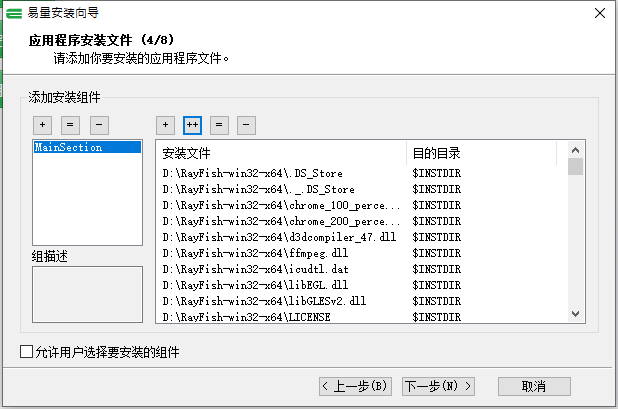 易量安装向导
应用程序安装文件 (4/8)
请添加你要安装的应用程序文件。
添加安装组件
+ = -
+ ++ = -
MainSection
安装文件 目的目录
D:\RayFish-win32-x64\.DS_Store $INSTDIR
D:\RayFish-win32-x64\._.DS_Store $INSTDIR
D:\RayFish-win32-x64\chrome_100_perce... $INSTDIR
D:\RayFish-win32-x64\chrome_200_perce... $INSTDIR
D:\RayFish-win32-x64\d3dcompiler_47.dll $INSTDIR
D:\RayFish-win32-x64\ffmpeg.dll $INSTDIR
D:\RayFish-win32-x64\icudtl.dat $INSTDIR
D:\RayFish-win32-x64\libEGL.dll $INSTDIR
D:\RayFish-win32-x64\libGLESv2.dll $INSTDIR
D:\RayFish-win32-x64\LICENSE $INSTDIR
组描述
允许用户选择要安装的组件
< 上一步(B) 下一步(N) > 取消